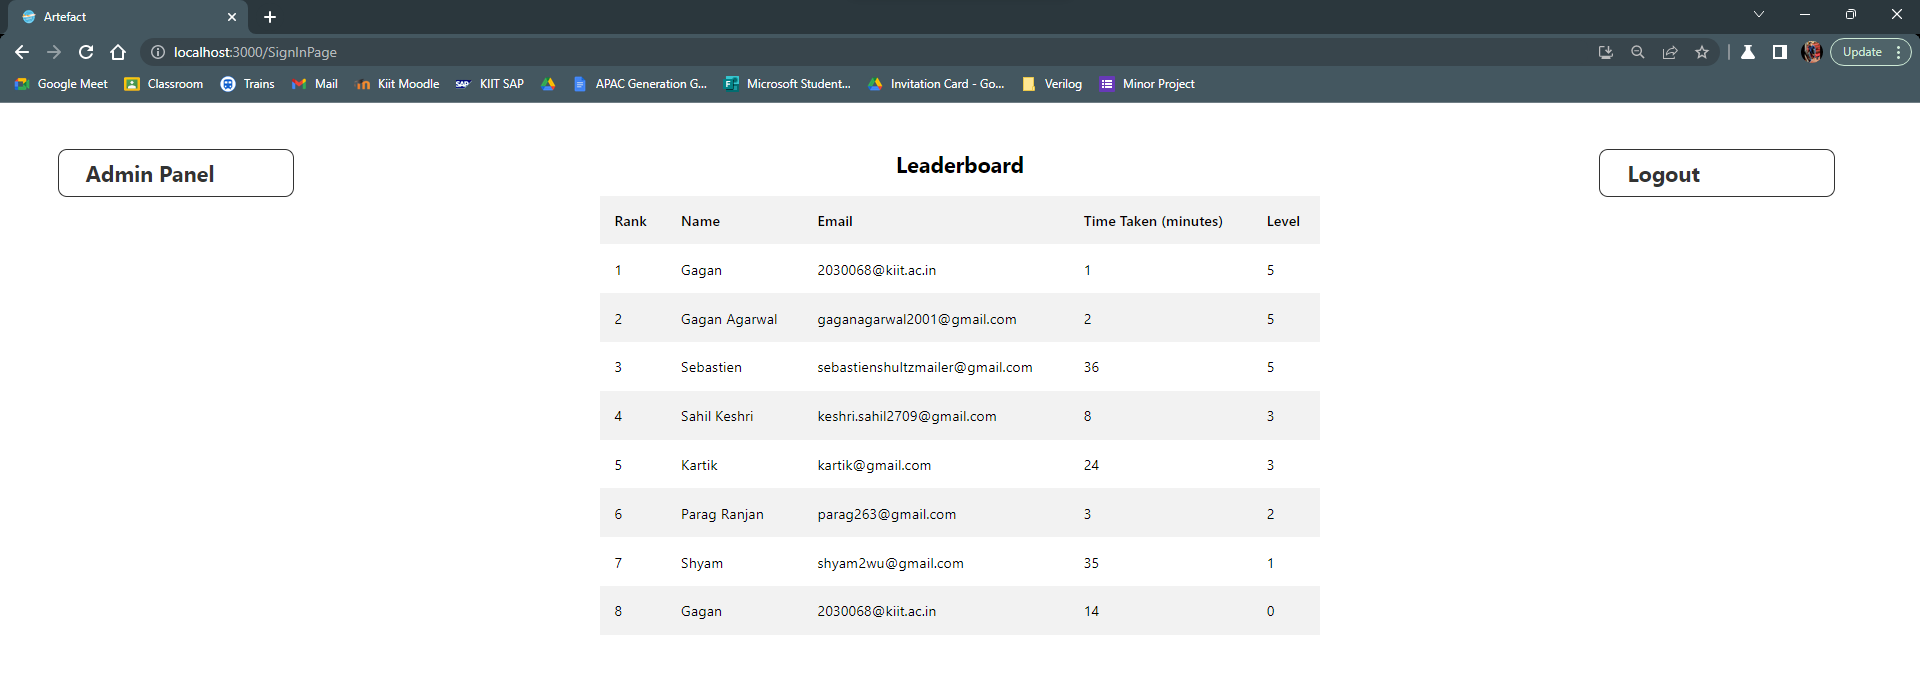 Artefact
localhost:3000/SignInPage
Update
Google Meet Classroom Trains Mail Kiit Moodle SAP KIIT SAP APAC Generation G... Microsoft Student... Invitation Card - Go... Verilog Minor Project
Admin Panel
Leaderboard
Logout
Rank Name Email Time Taken (minutes) Level
1 Gagan 2030068@kiit.ac.in 1 5
2 Gagan Agarwal gaganagarwal2001@gmail.com 2 5
3 Sebastien sebastienshultzmailer@gmail.com 36 5
4 Sahil Keshri keshri.sahil2709@gmail.com 8 3
5 Kartik kartik@gmail.com 24 3
6 Parag Ranjan parag263@gmail.com 3 2
7 Shyam shyam2wu@gmail.com 35 1
8 Gagan 2030068@kiit.ac.in 14 0